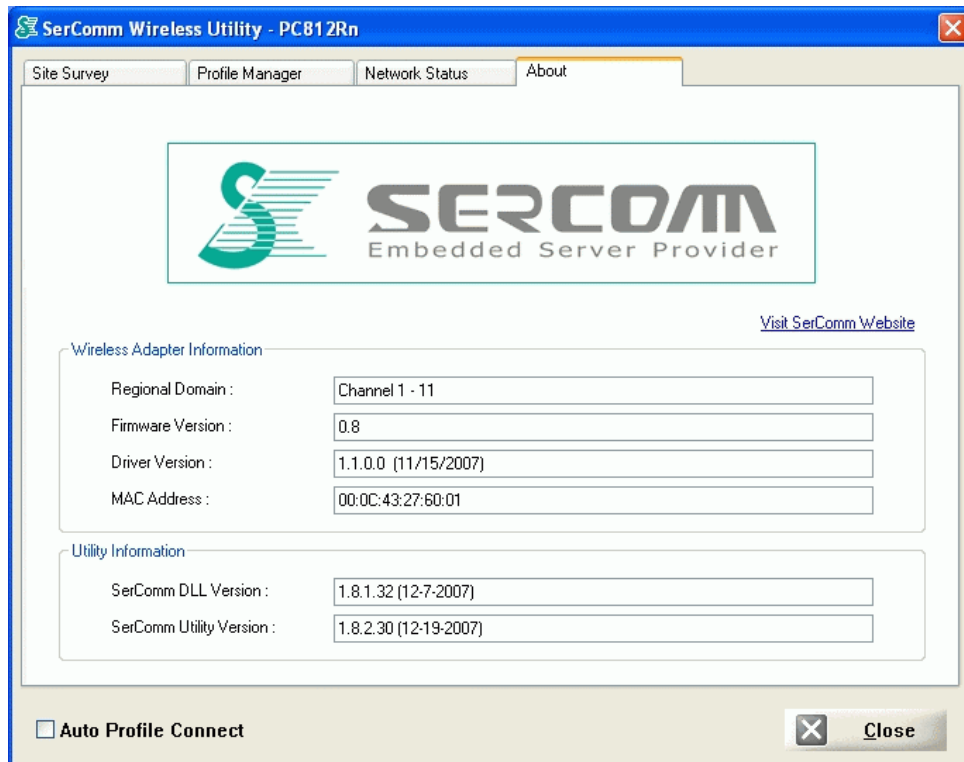 SerComm Wireless Utility - PC812Rn
Site Survey
Profile Manager
Network Status
About
SERCOMM
Embedded Server Provider
Visit SerComm Website
Wireless Adapter Information
Regional Domain :
Channel 1 - 11
Firmware Version :
0.8
Driver Version :
1.1.0.0 (11/15/2007)
MAC Address :
00:0C:43:27:60:01
Utility Information
SerComm DLL Version :
1.8.1.32 (12-7-2007)
SerComm Utility Version :
1.8.2.30 (12-19-2007)
Auto Profile Connect
Close